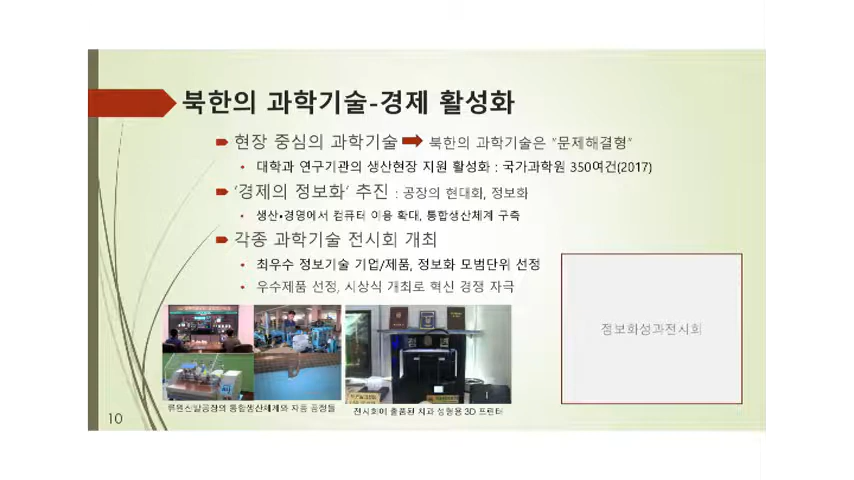 북한의 과학기술-경제 활성화
현장 중심의 과학기술 ➡ 북한의 과학기술은 "문제해결형"
• 대학과 연구기관의 생산현장 지원 활성화 : 국가과학원 350여건(2017)
'경제의 정보화' 추진 : 공장의 현대화, 정보화
• 생산•경영에서 컴퓨터 이용 확대, 통합생산체계 구축
각종 과학기술 전시회 개최
• 최우수 정보기술 기업/제품, 정보화 모범단위 선정
• 우수제품 선정, 시상식 개최로 혁신 경쟁 자극
정보화성과전시회
류원신발공장의 통합생산체계와 자동 공정들
전시회에 출품된 치과 성형용 3D 프린터
10